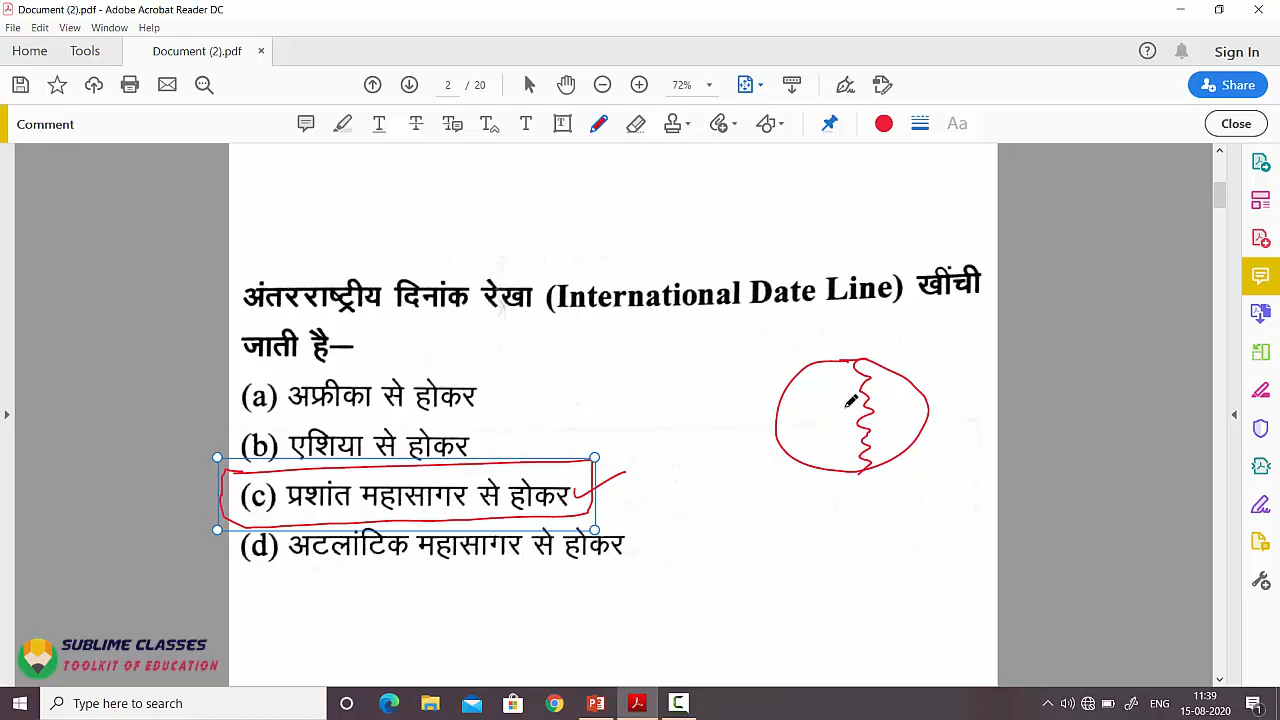 Document (2).pdf - Adobe Acrobat Reader DC
File Edit View Window Help
Home Tools Document (2).pdf × Sign In
2 / 20 72% Share
Comment Aa Close
अंतरराष्ट्रीय दिनांक रेखा (International Date Line) खींची
जाती है—
(a) अफ्रीका से होकर
(b) एशिया से होकर
(c) प्रशांत महासागर से होकर
(d) अटलांटिक महासागर से होकर
SUBLIME CLASSES
TOOLKIT OF EDUCATION
Type here to search ENG 11:39
15-08-2020